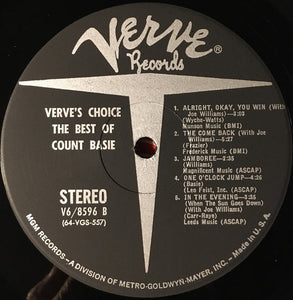 Verve®
Records
VERVE'S CHOICE
THE BEST OF
COUNT BASIE
STEREO
V6/8596 B
(64-VGS-557)
1. ALRIGHT, OKAY, YOU WIN (With
Joe Williams)—3:03
(Wyche-Watts)
Munson Music (BMI)
2. THE COME BACK (With Joe
Williams)—5:27
(Frazier)
Frederick Music (BMI)
3. JAMBOREE—2:35
(Williams)
Magnificent Music (ASCAP)
4. ONE O'CLOCK JUMP—4:16
(Basie)
(Leo Feist, Inc. (ASCAP)
5. IN THE EVENING—3:35
(When The Sun Goes Down)
(With Joe Williams)
(Carr-Raye)
Leeds Music (ASCAP)
MGM RECORDS—A DIVISION OF METRO-GOLDWYN-MAYER, INC.—Made in U.S.A.